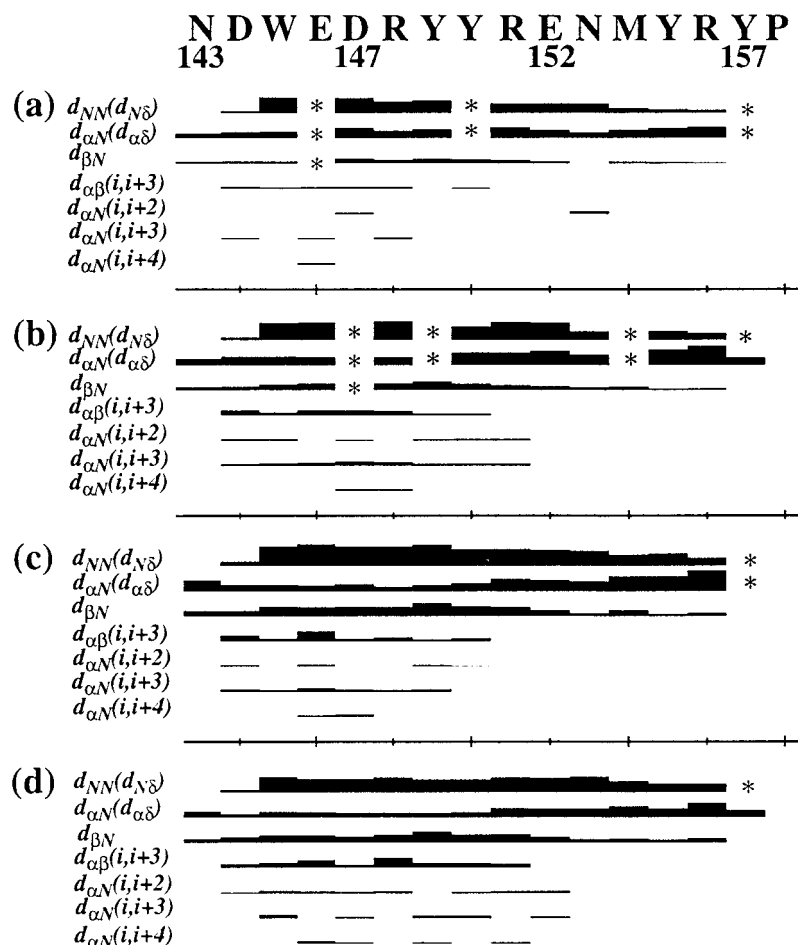 N D W E D R Y Y R E N M Y R Y P
143 147 152 157
(a) dNN(dNδ) * * *
dαN(dαδ) * * *
dβN *
dαβ(i,i+3)
dαN(i,i+2)
dαN(i,i+3)
dαN(i,i+4)
(b) dNN(dNδ) * * * *
dαN(dαδ) * * *
dβN *
dαβ(i,i+3)
dαN(i,i+2)
dαN(i,i+3)
dαN(i,i+4)
(c) dNN(dNδ) *
dαN(dαδ) *
dβN
dαβ(i,i+3)
dαN(i,i+2)
dαN(i,i+3)
dαN(i,i+4)
(d) dNN(dNδ) *
dαN(dαδ)
dβN
dαβ(i,i+3)
dαN(i,i+2)
dαN(i,i+3)
dαN(i,i+4)